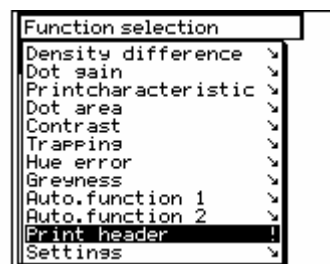 Function selection
Density difference ↘
Dot gain ↘
Printcharacteristic ↘
Dot area ↘
Contrast ↘
Trapping ↘
Hue error ↘
Greyness ↘
Auto.function 1 ↘
Auto.function 2 ↘
Print header !
Settings ↘